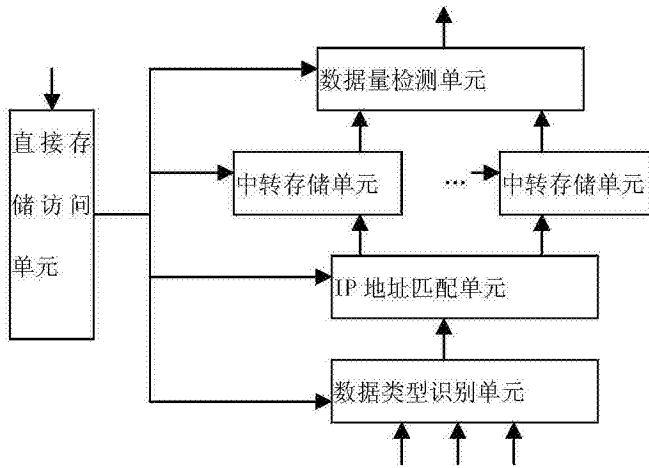 数据量检测单元
直接存
储访问
单元
中转存储单元
...
中转存储单元
IP 地址匹配单元
数据类型识别单元